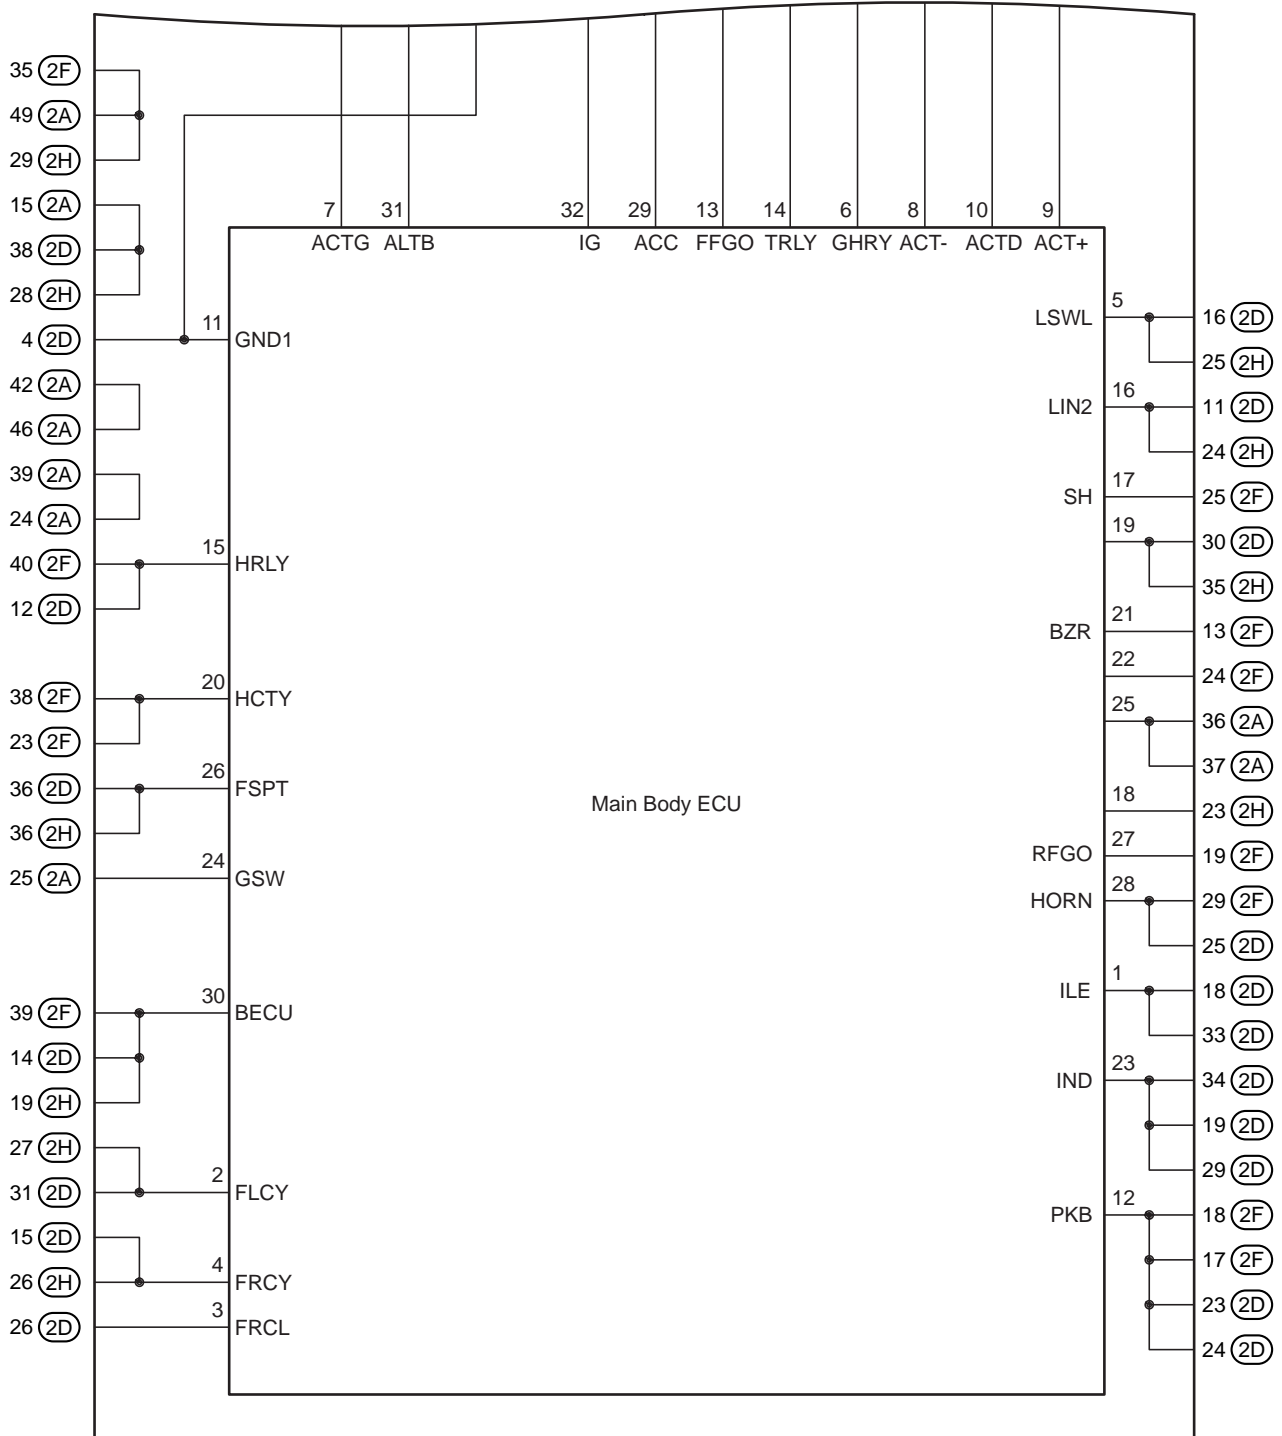 7 31 32 29 13 14 6 8 10 9
ACTG ALTB IG ACC FFGO TRLY GHRY ACT- ACTD ACT+
35 2F
49 2A
29 2H
15 2A
38 2D
28 2H
4 2D 11 GND1
42 2A
46 2A
39 2A
24 2A
40 2F 15 HRLY
12 2D
38 2F 20 HCTY
23 2F
36 2D 26 FSPT
36 2H
25 2A 24 GSW
39 2F 30 BECU
14 2D
19 2H
27 2H
31 2D 2 FLCY
15 2D
26 2H 4 FRCY
26 2D 3 FRCL
Main Body ECU
LSWL 5 16 2D
25 2H
LIN2 16 11 2D
24 2H
SH 17 25 2F
19 30 2D
35 2H
BZR 21 13 2F
22 24 2F
25 36 2A
37 2A
18 23 2H
RFGO 27 19 2F
HORN 28 29 2F
25 2D
ILE 1 18 2D
33 2D
IND 23 34 2D
19 2D
29 2D
PKB 12 18 2F
17 2F
23 2D
24 2D